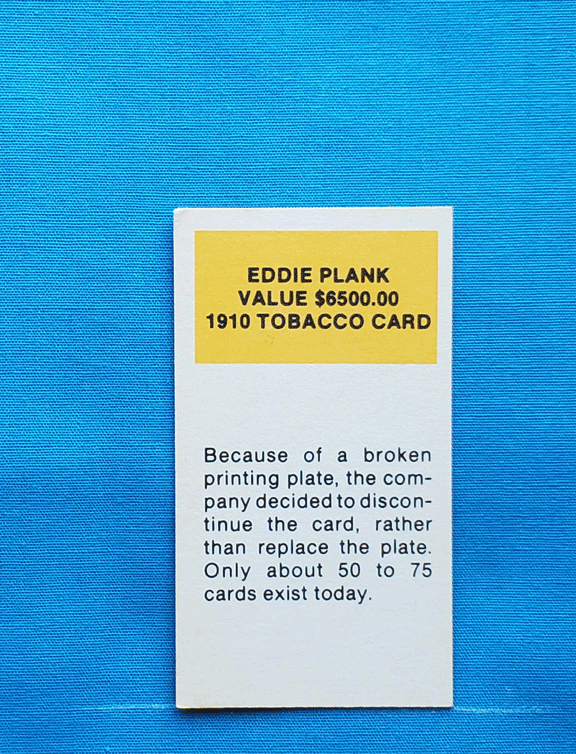 EDDIE PLANK
VALUE $6500.00
1910 TOBACCO CARD
Because of a broken
printing plate, the com-
pany decided to discon-
tinue the card, rather
than replace the plate.
Only about 50 to 75
cards exist today.